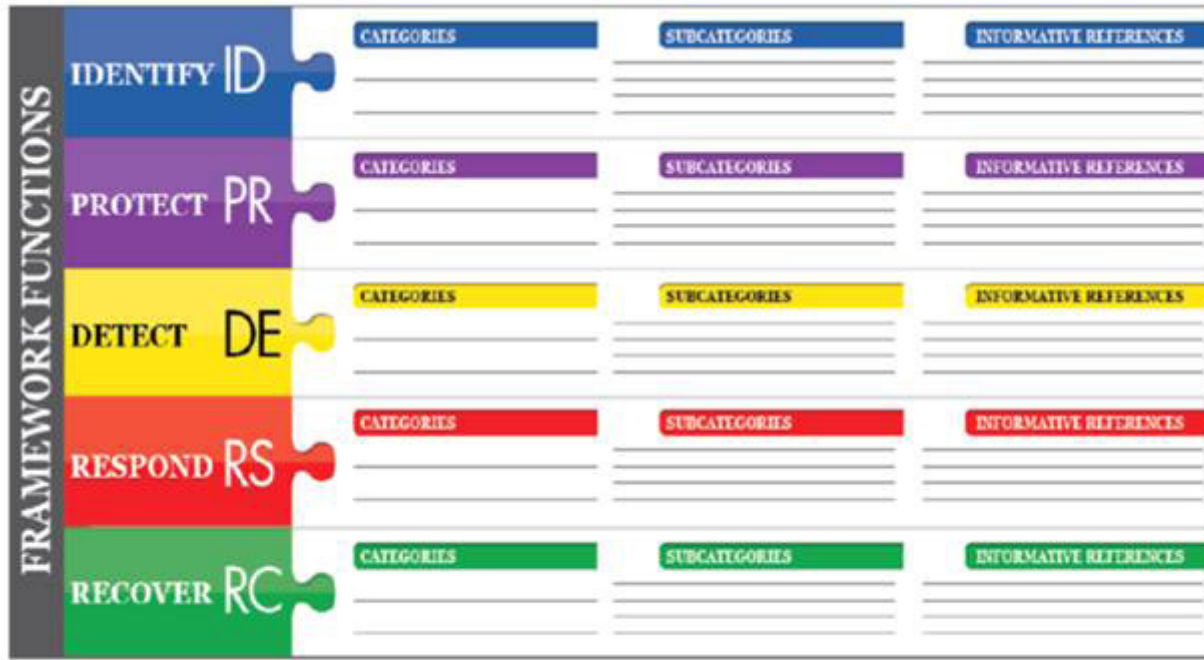 FRAMEWORK FUNCTIONS
IDENTIFY ID
CATEGORIES
SUBCATEGORIES
INFORMATIVE REFERENCES
PROTECT PR
CATEGORIES
SUBCATEGORIES
INFORMATIVE REFERENCES
DETECT DE
CATEGORIES
SUBCATEGORIES
INFORMATIVE REFERENCES
RESPOND RS
CATEGORIES
SUBCATEGORIES
INFORMATIVE REFERENCES
RECOVER RC
CATEGORIES
SUBCATEGORIES
INFORMATIVE REFERENCES